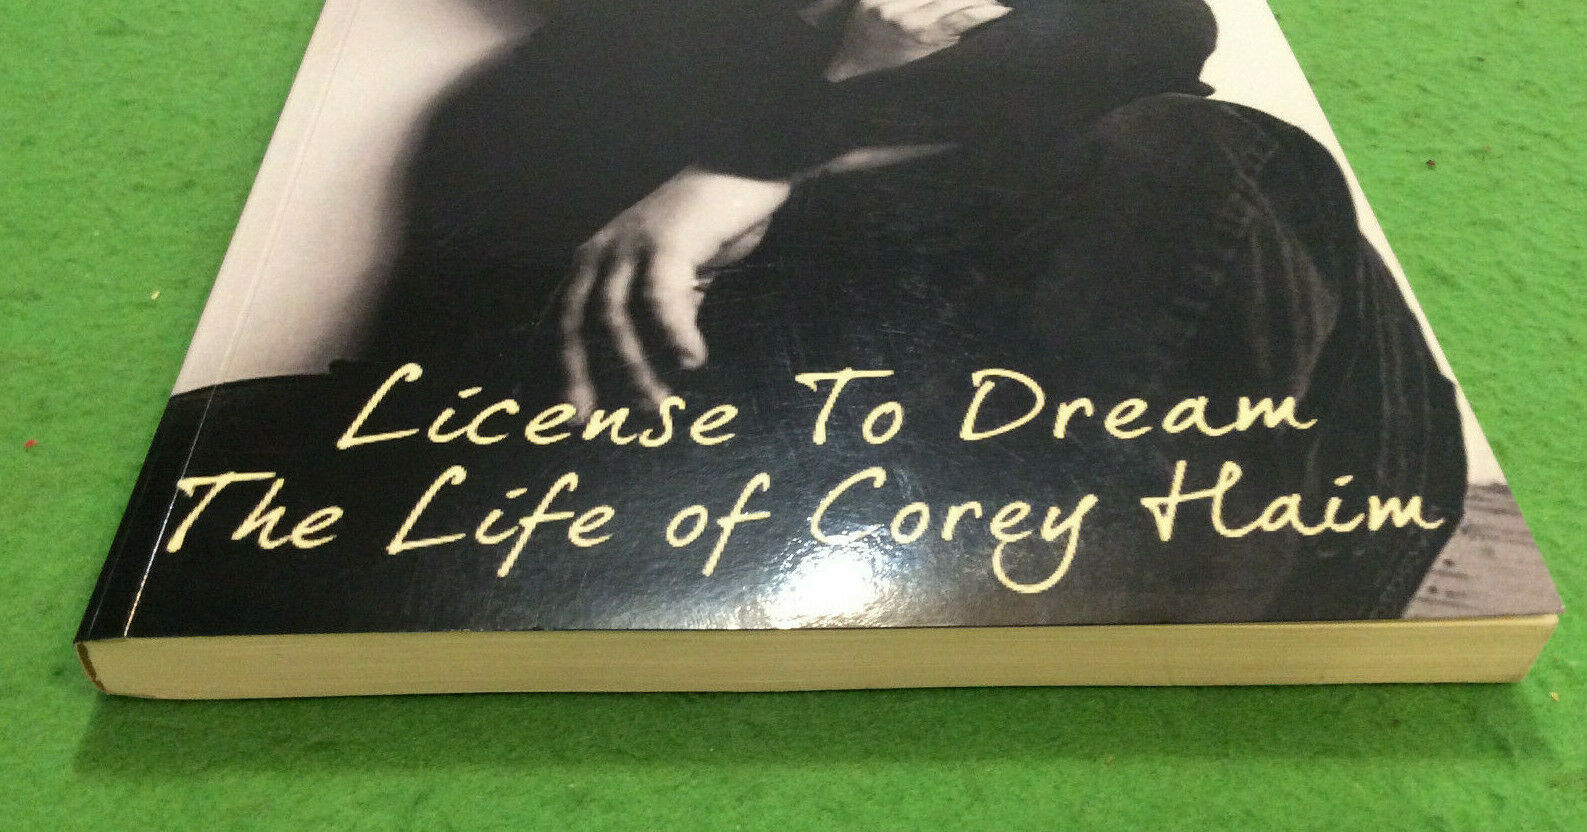 License To Dream
The Life of Corey Haim